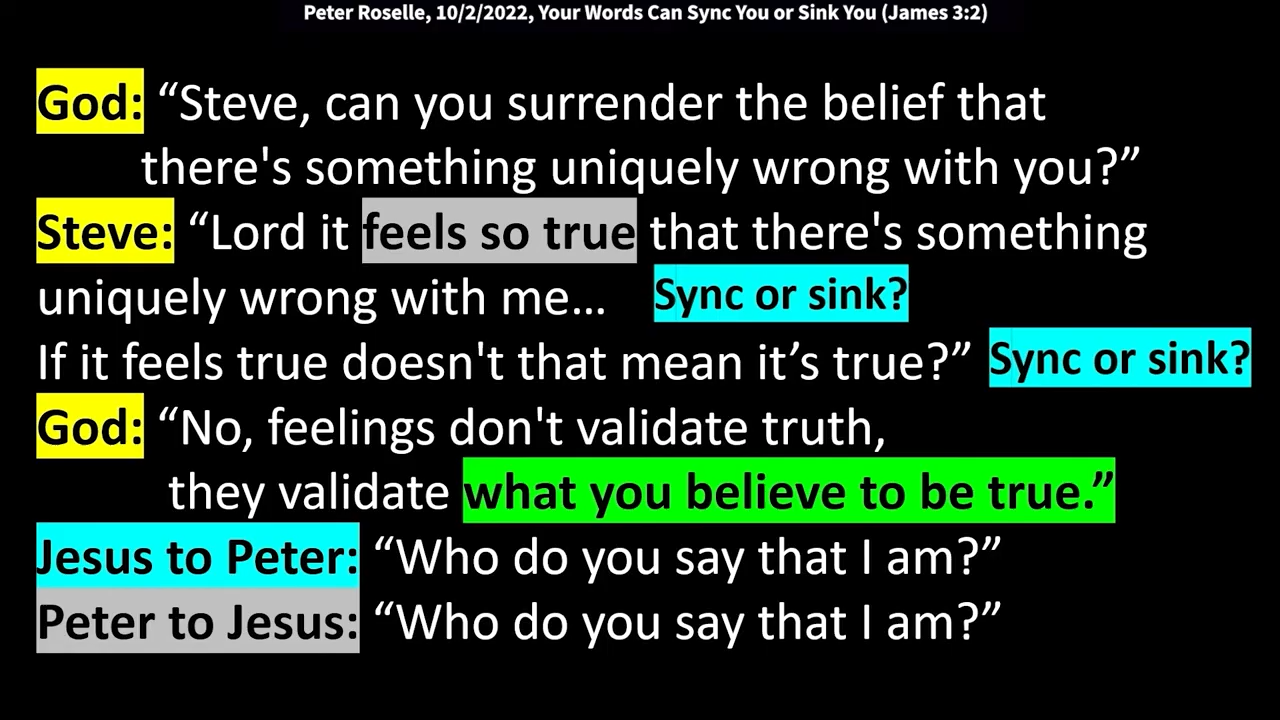 Peter Roselle, 10/2/2022, Your Words Can Sync You or Sink You (James 3:2)
God: “Steve, can you surrender the belief that
there's something uniquely wrong with you?”
Steve: “Lord it feels so true that there's something
uniquely wrong with me... Sync or sink?
If it feels true doesn't that mean it’s true?” Sync or sink?
God: “No, feelings don't validate truth,
they validate what you believe to be true.”
Jesus to Peter: “Who do you say that I am?”
Peter to Jesus: “Who do you say that I am?”